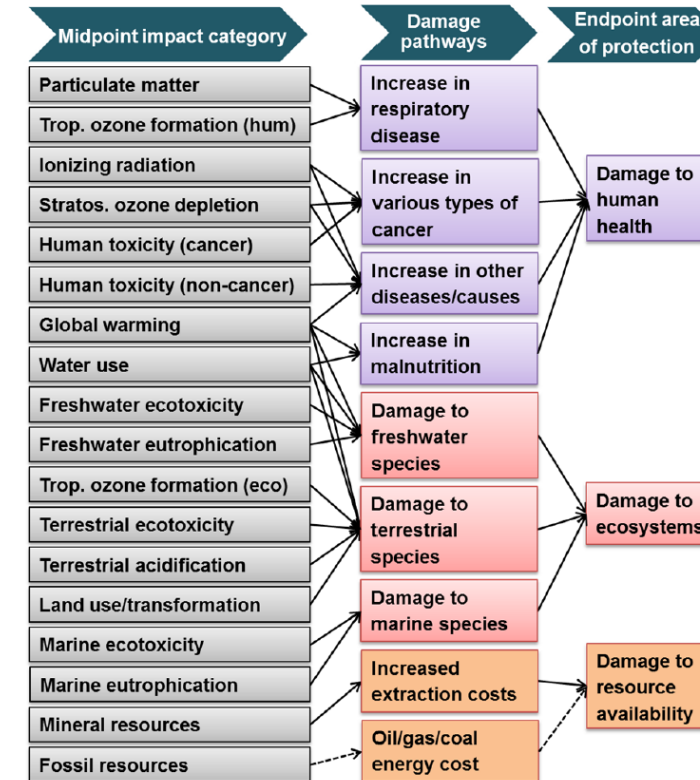 Midpoint impact category
Damage
pathways
Endpoint area
of protection
Particulate matter
Trop. ozone formation (hum)
Ionizing radiation
Stratos. ozone depletion
Human toxicity (cancer)
Human toxicity (non-cancer)
Global warming
Water use
Freshwater ecotoxicity
Freshwater eutrophication
Trop. ozone formation (eco)
Terrestrial ecotoxicity
Terrestrial acidification
Land use/transformation
Marine ecotoxicity
Marine eutrophication
Mineral resources
Fossil resources
Increase in
respiratory
disease
Increase in
various types of
cancer
Increase in other
diseases/causes
Increase in
malnutrition
Damage to
freshwater
species
Damage to
terrestrial
species
Damage to
marine species
Increased
extraction costs
Oil/gas/coal
energy cost
Damage to
human
health
Damage to
ecosystems
Damage to
resource
availability